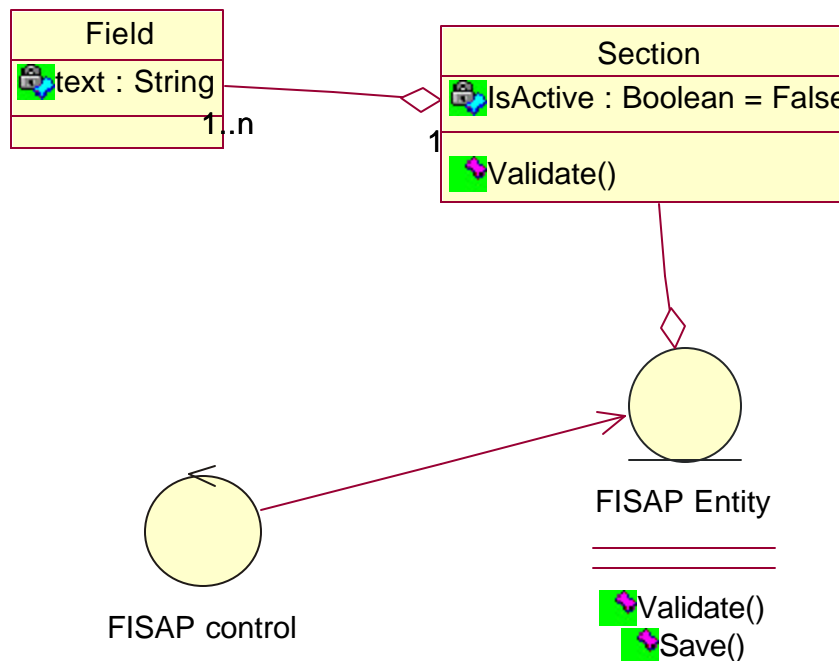 Field
text : String
1..n
Section
IsActive : Boolean = False
1
Validate()
FISAP Entity
Validate()
Save()
FISAP control